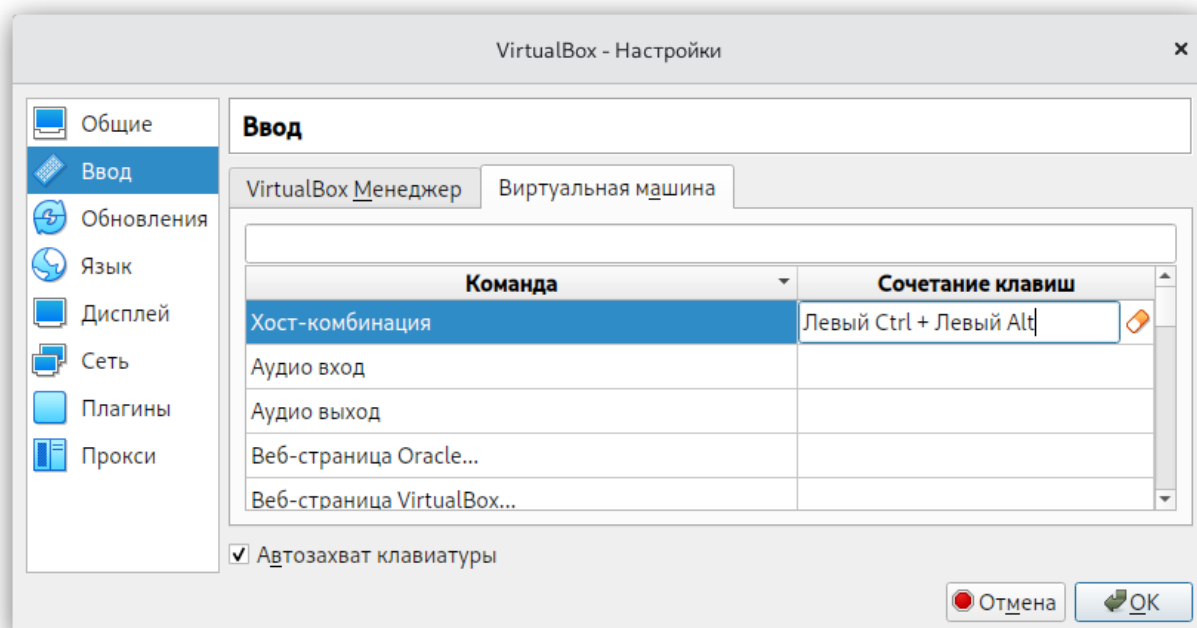 VirtualBox - Настройки
Общие
Ввод
Обновления
Язык
Дисплей
Сеть
Плагины
Прокси
Ввод
VirtualBox Менеджер
Виртуальная машина
Команда
Сочетание клавиш
Хост-комбинация
Левый Ctrl + Левый Alt
Аудио вход
Аудио выход
Веб-страница Oracle...
Веб-страница VirtualBox...
Автозахват клавиатуры
Отмена
OK